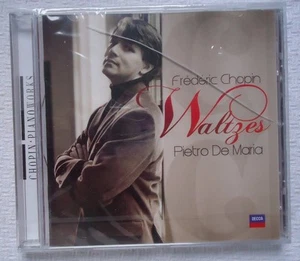 Frédéric Chopin
Waltzes
Pietro De Maria
DECCA
CHOPIN · PIANO WORKS